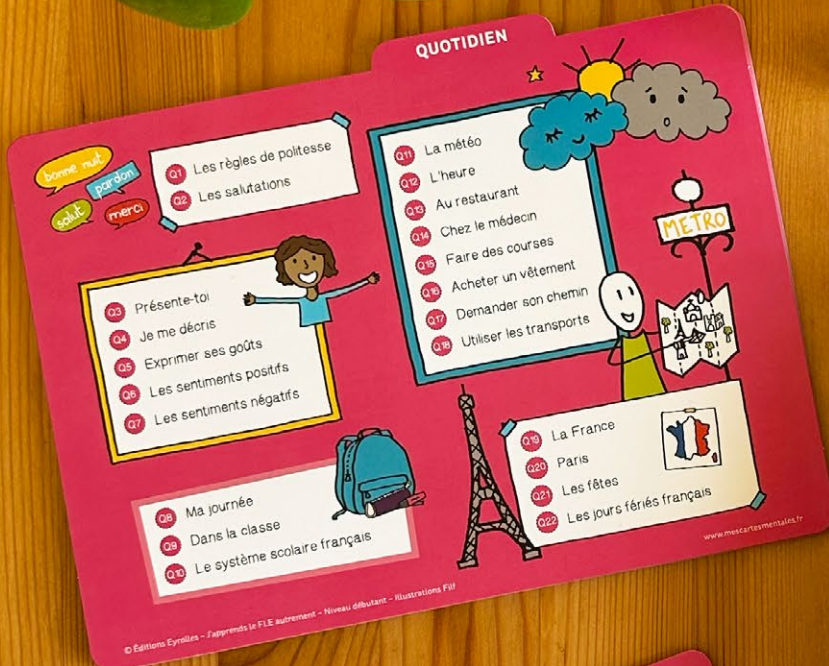 QUOTIDIEN
bonne nuit
pardon
salut
merci
Q1 Les règles de politesse
Q2 Les salutations
Q3 Présente-toi
Q4 Je me décris
Q5 Exprimer ses goûts
Q6 Les sentiments positifs
Q7 Les sentiments négatifs
Q8 Ma journée
Q9 Dans la classe
Q10 Le système scolaire français
Q11 La météo
Q12 L'heure
Q13 Au restaurant
Q14 Chez le médecin
Q15 Faire des courses
Q16 Acheter un vêtement
Q17 Demander son chemin
Q18 Utiliser les transports
METRO
Q19 La France
Q20 Paris
Q21 Les fêtes
Q22 Les jours fériés français
www.mescartesmentales.fr
© Éditions Eyrolles – J'apprends le FLE autrement – Niveau débutant – Illustrations Filf